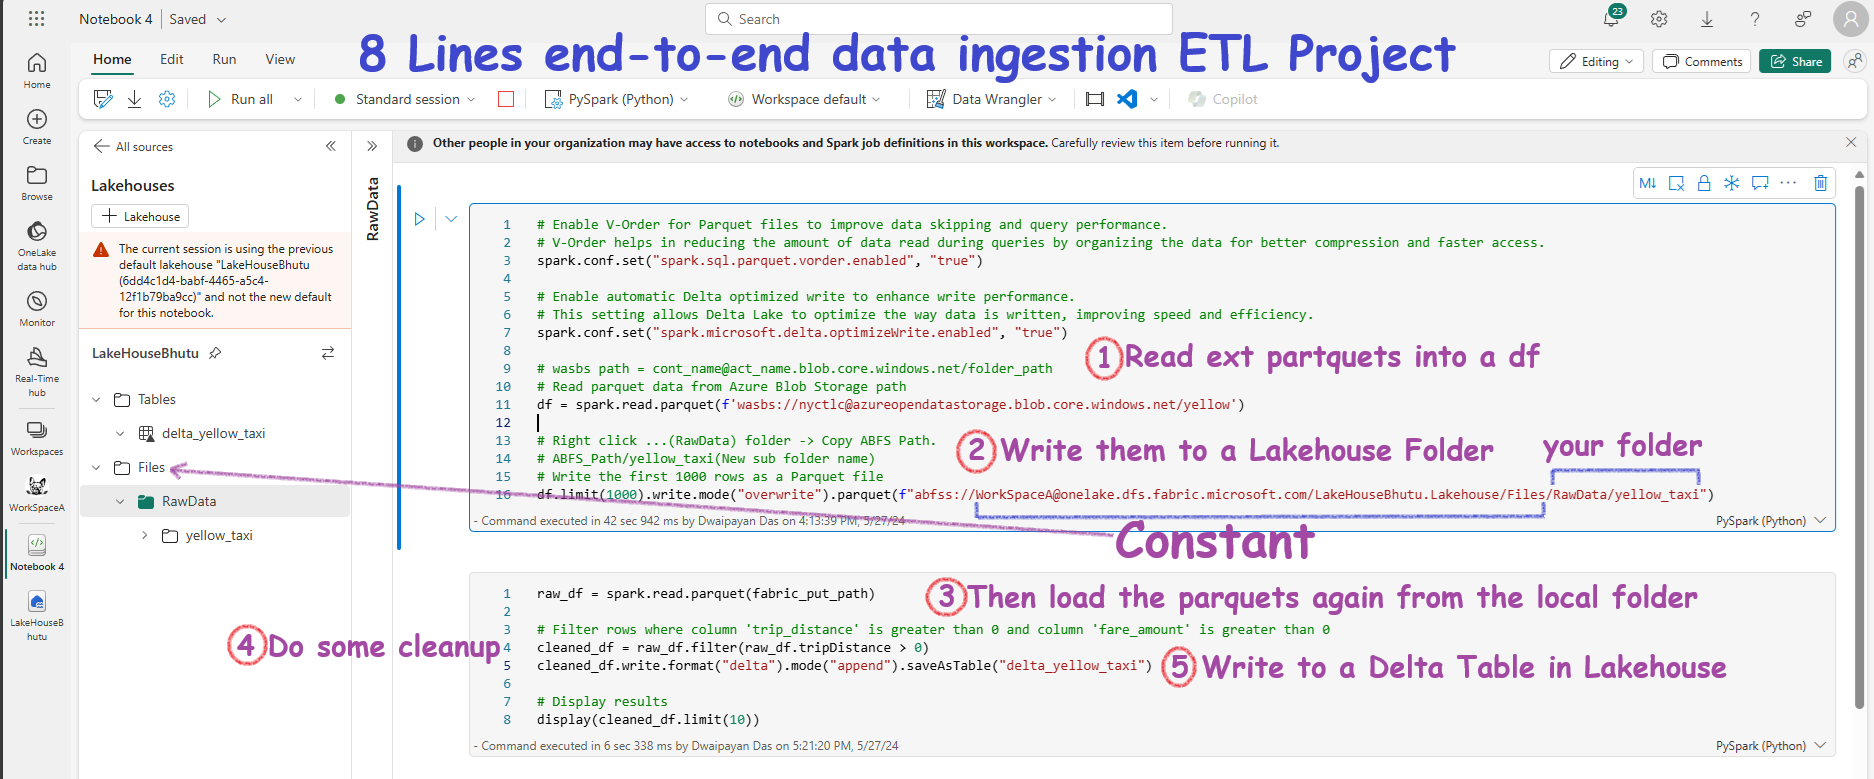 Notebook 4 | Saved
Search
23
8 Lines end-to-end data ingestion ETL Project
Home Edit Run View
Editing
Comments
Share
Run all
Standard session
PySpark (Python)
Workspace default
Data Wrangler
Copilot
Home
Create
Browse
OneLake
data hub
Monitor
Real-Time
hub
Workspaces
WorkSpaceA
Notebook 4
LakeHouseB
hutu
All sources
Lakehouses
Lakehouse
The current session is using the previous
default lakehouse "LakeHouseBhutu
(6dd4c1d4-babf-4465-a5c4-
12f1b79ba9cc)" and not the new default
for this notebook.
LakeHouseBhutu
Tables
delta_yellow_taxi
Files
RawData
yellow_taxi
RawData
Other people in your organization may have access to notebooks and Spark job definitions in this workspace. Carefully review this item before running it.
M↓
1 # Enable V-Order for Parquet files to improve data skipping and query performance.
2 # V-Order helps in reducing the amount of data read during queries by organizing the data for better compression and faster access.
3 spark.conf.set("spark.sql.parquet.vorder.enabled", "true")
4
5 # Enable automatic Delta optimized write to enhance write performance.
6 # This setting allows Delta Lake to optimize the way data is written, improving speed and efficiency.
7 spark.conf.set("spark.microsoft.delta.optimizeWrite.enabled", "true")
8
1 Read ext partquets into a df
9 # wasbs path = cont_name@act_name.blob.core.windows.net/folder_path
10 # Read parquet data from Azure Blob Storage path
11 df = spark.read.parquet(f'wasbs://nyctlc@azureopendatastorage.blob.core.windows.net/yellow')
12
13 # Right click ...(RawData) folder -> Copy ABFS Path.
2 Write them to a Lakehouse Folder
your folder
14 # ABFS_Path/yellow_taxi(New sub folder name)
15 # Write the first 1000 rows as a Parquet file
16 df.limit(1000).write.mode("overwrite").parquet(f"abfss://WorkSpaceA@onelake.dfs.fabric.microsoft.com/LakeHouseBhutu.Lakehouse/Files/RawData/yellow_taxi")
- Command executed in 42 sec 942 ms by Dwaipayan Das on 4:13:39 PM, 5/27/24
PySpark (Python)
Constant
1 raw_df = spark.read.parquet(fabric_put_path)
3 Then load the parquets again from the local folder
2
3 # Filter rows where column 'trip_distance' is greater than 0 and column 'fare_amount' is greater than 0
4 Do some cleanup
4 cleaned_df = raw_df.filter(raw_df.tripDistance > 0)
5 cleaned_df.write.format("delta").mode("append").saveAsTable("delta_yellow_taxi")
5 Write to a Delta Table in Lakehouse
6
7 # Display results
8 display(cleaned_df.limit(10))
- Command executed in 6 sec 338 ms by Dwaipayan Das on 5:21:20 PM, 5/27/24
PySpark (Python)